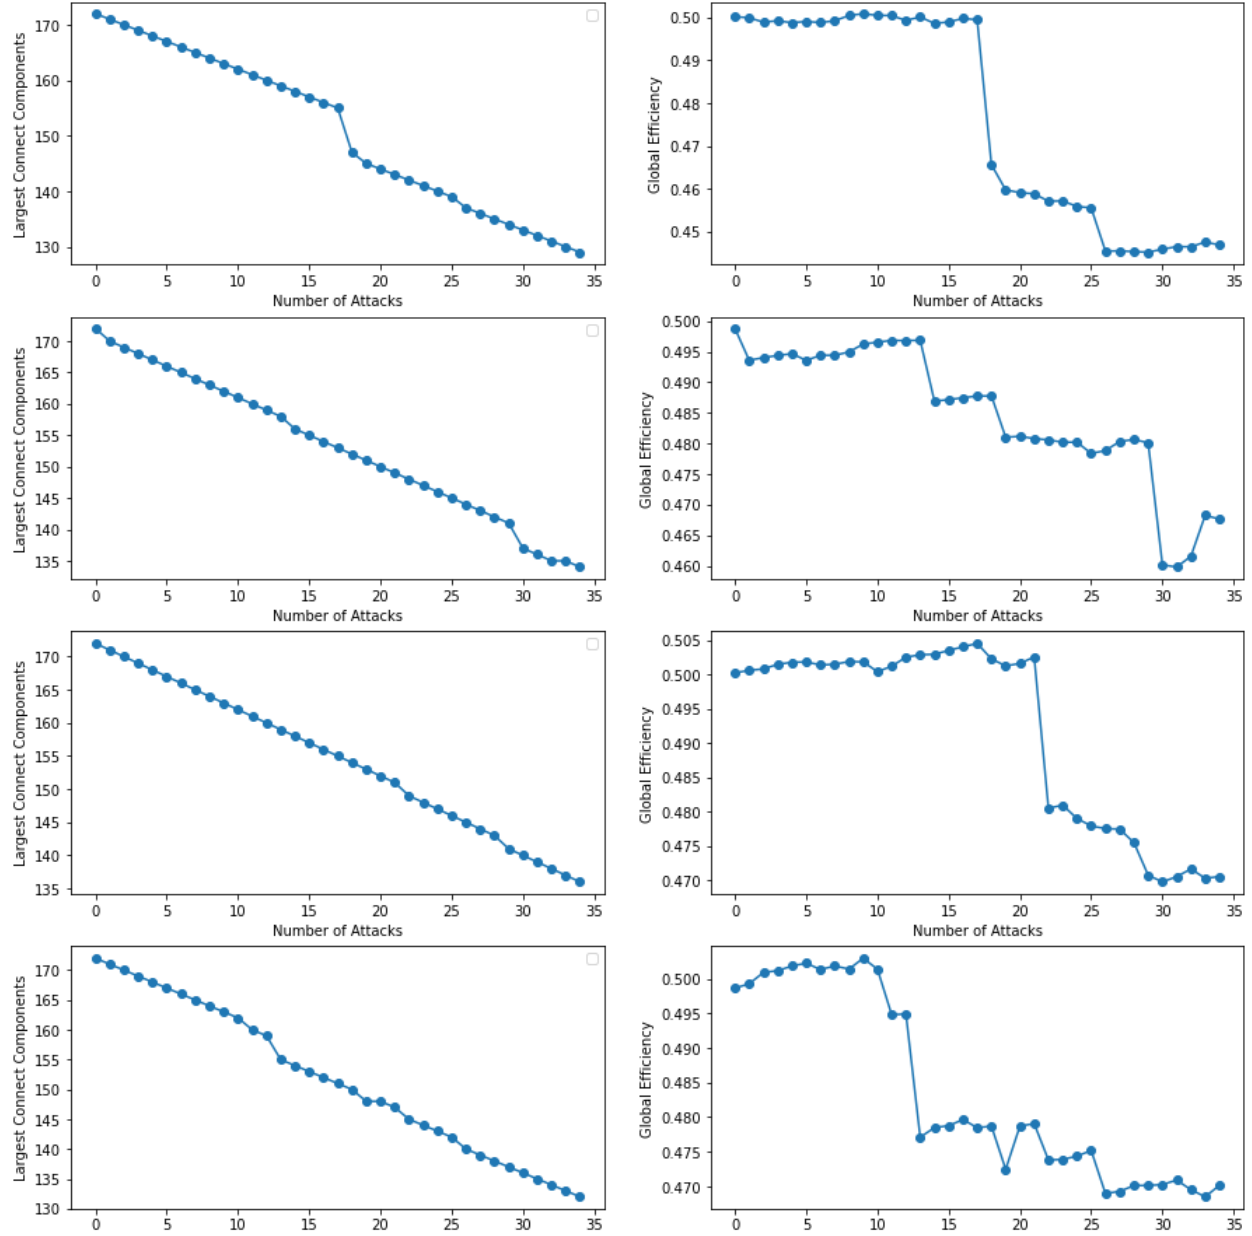 Largest Connect Components
170
160
150
140
130
0 5 10 15 20 25 30 35
Number of Attacks
Global Efficiency
0.50
0.49
0.48
0.47
0.46
0.45
0 5 10 15 20 25 30 35
Number of Attacks
Largest Connect Components
170
165
160
155
150
145
140
135
0 5 10 15 20 25 30 35
Number of Attacks
Global Efficiency
0.500
0.495
0.490
0.485
0.480
0.475
0.470
0.465
0.460
0 5 10 15 20 25 30 35
Number of Attacks
Largest Connect Components
170
165
160
155
150
145
140
135
0 5 10 15 20 25 30 35
Number of Attacks
Global Efficiency
0.505
0.500
0.495
0.490
0.485
0.480
0.475
0.470
0 5 10 15 20 25 30 35
Number of Attacks
Largest Connect Components
170
165
160
155
150
145
140
135
130
0 5 10 15 20 25 30 35
Global Efficiency
0.500
0.495
0.490
0.485
0.480
0.475
0.470
0 5 10 15 20 25 30 35